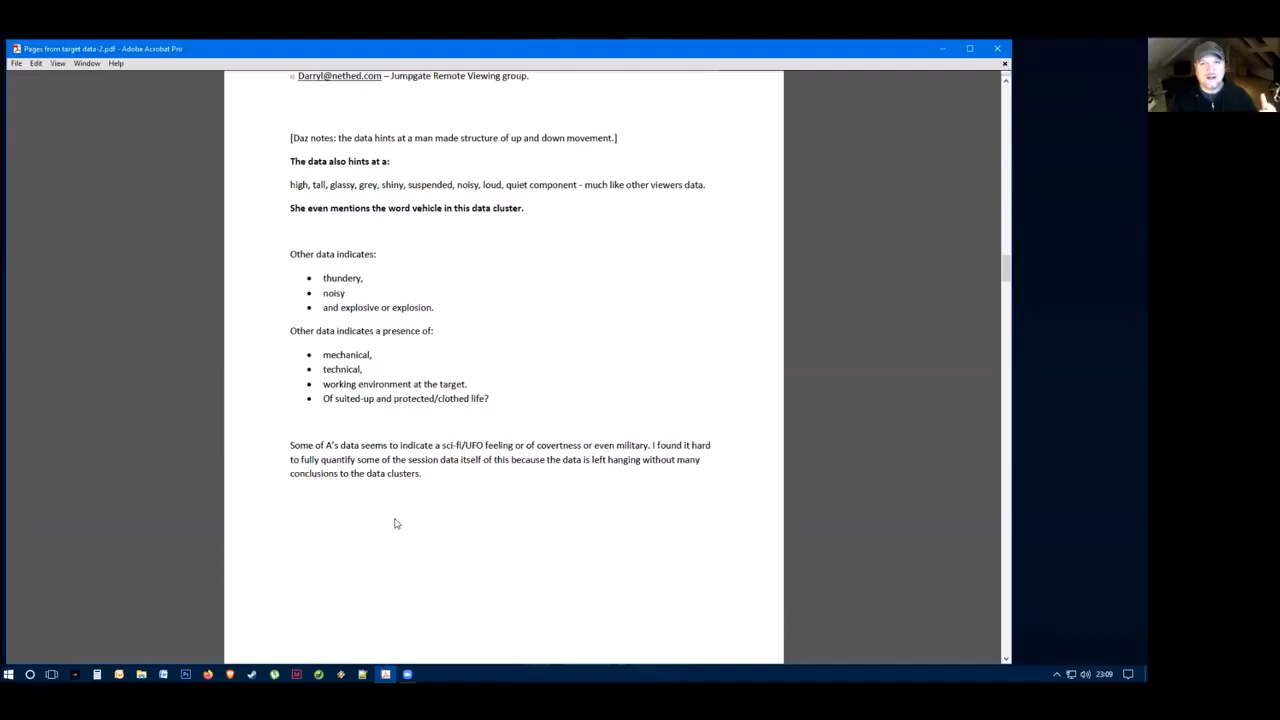 Pages from target data-2.pdf - Adobe Acrobat Pro
File Edit View Window Help
o Darryl@nethed.com – Jumpgate Remote Viewing group.
[Daz notes: the data hints at a man made structure of up and down movement.]
The data also hints at a:
high, tall, glassy, grey, shiny, suspended, noisy, loud, quiet component - much like other viewers data.
She even mentions the word vehicle in this data cluster.
Other data indicates:
• thundery,
• noisy
• and explosive or explosion.
Other data indicates a presence of:
• mechanical,
• technical,
• working environment at the target.
• Of suited-up and protected/clothed life?
Some of A's data seems to indicate a sci-fi/UFO feeling or of covertness or even military. I found it hard
to fully quantify some of the session data itself of this because the data is left hanging without many
conclusions to the data clusters.
23:09